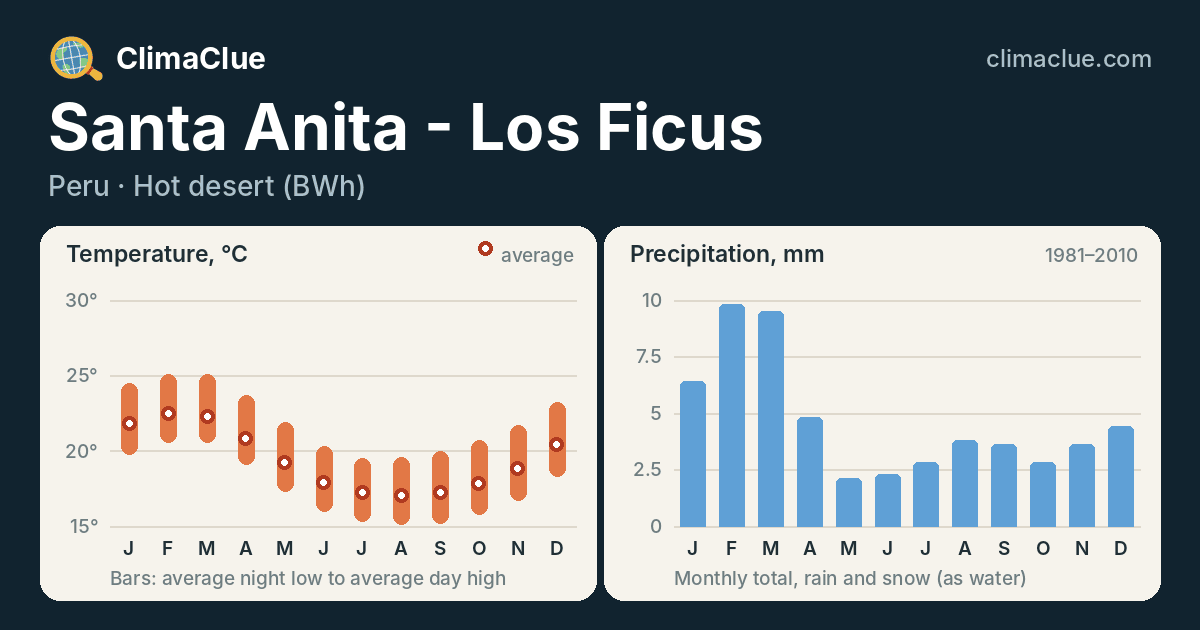 ClimaClue
climaclue.com
Santa Anita - Los Ficus
Peru · Hot desert (BWh)
Temperature, °C
average
30°
25°
20°
15°
J F M A M J J A S O N D
Bars: average night low to average day high
Precipitation, mm
1981–2010
10
7.5
5
2.5
0
J F M A M J J A S O N D
Monthly total, rain and snow (as water)